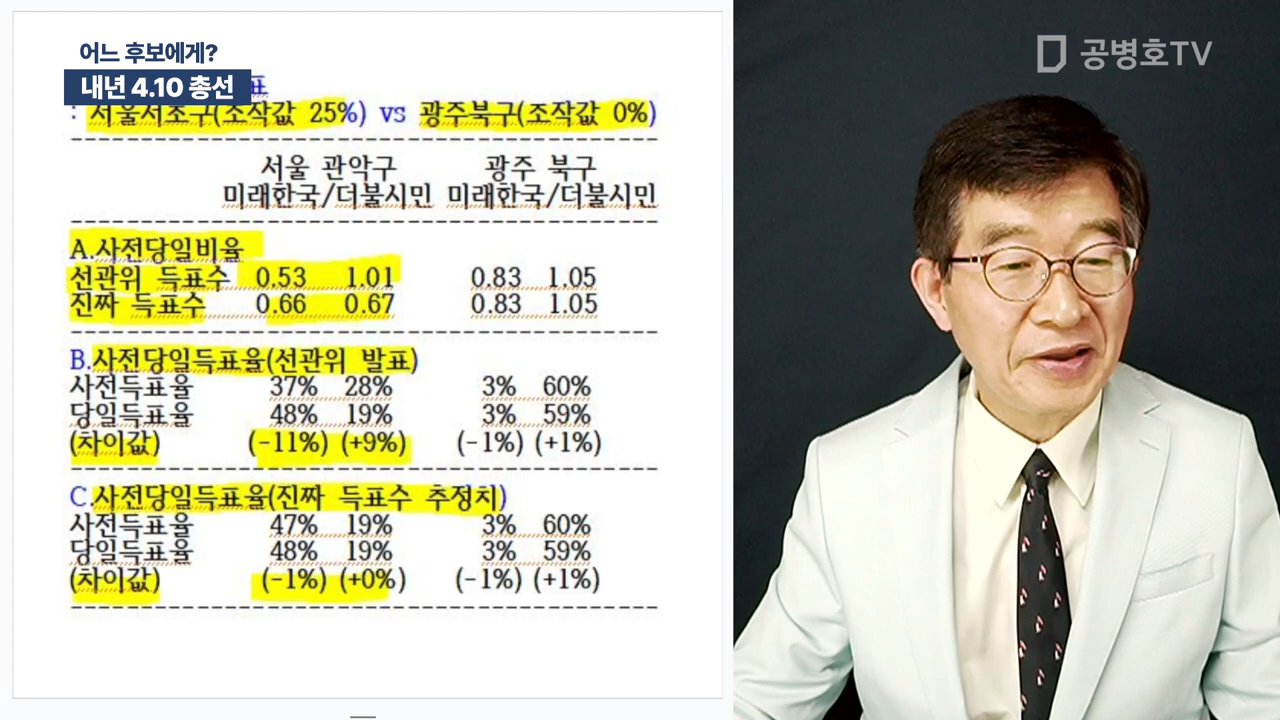 어느 후보에게?
내년 4.10 총선
표
: 서울서초구(조작값 25%) vs 광주북구(조작값 0%)
서울 관악구 광주 북구
미래한국/더불시민 미래한국/더불시민
A.사전당일비율
선관위 득표수 0.53 1.01 0.83 1.05
진짜 득표수 0.66 0.67 0.83 1.05
B.사전당일득표율(선관위 발표)
사전득표율 37% 28% 3% 60%
당일득표율 48% 19% 3% 59%
(차이값) (-11%) (+9%) (-1%) (+1%)
C.사전당일득표율(진짜 득표수 추정치)
사전득표율 47% 19% 3% 60%
당일득표율 48% 19% 3% 59%
(차이값) (-1%) (+0%) (-1%) (+1%)
공병호TV